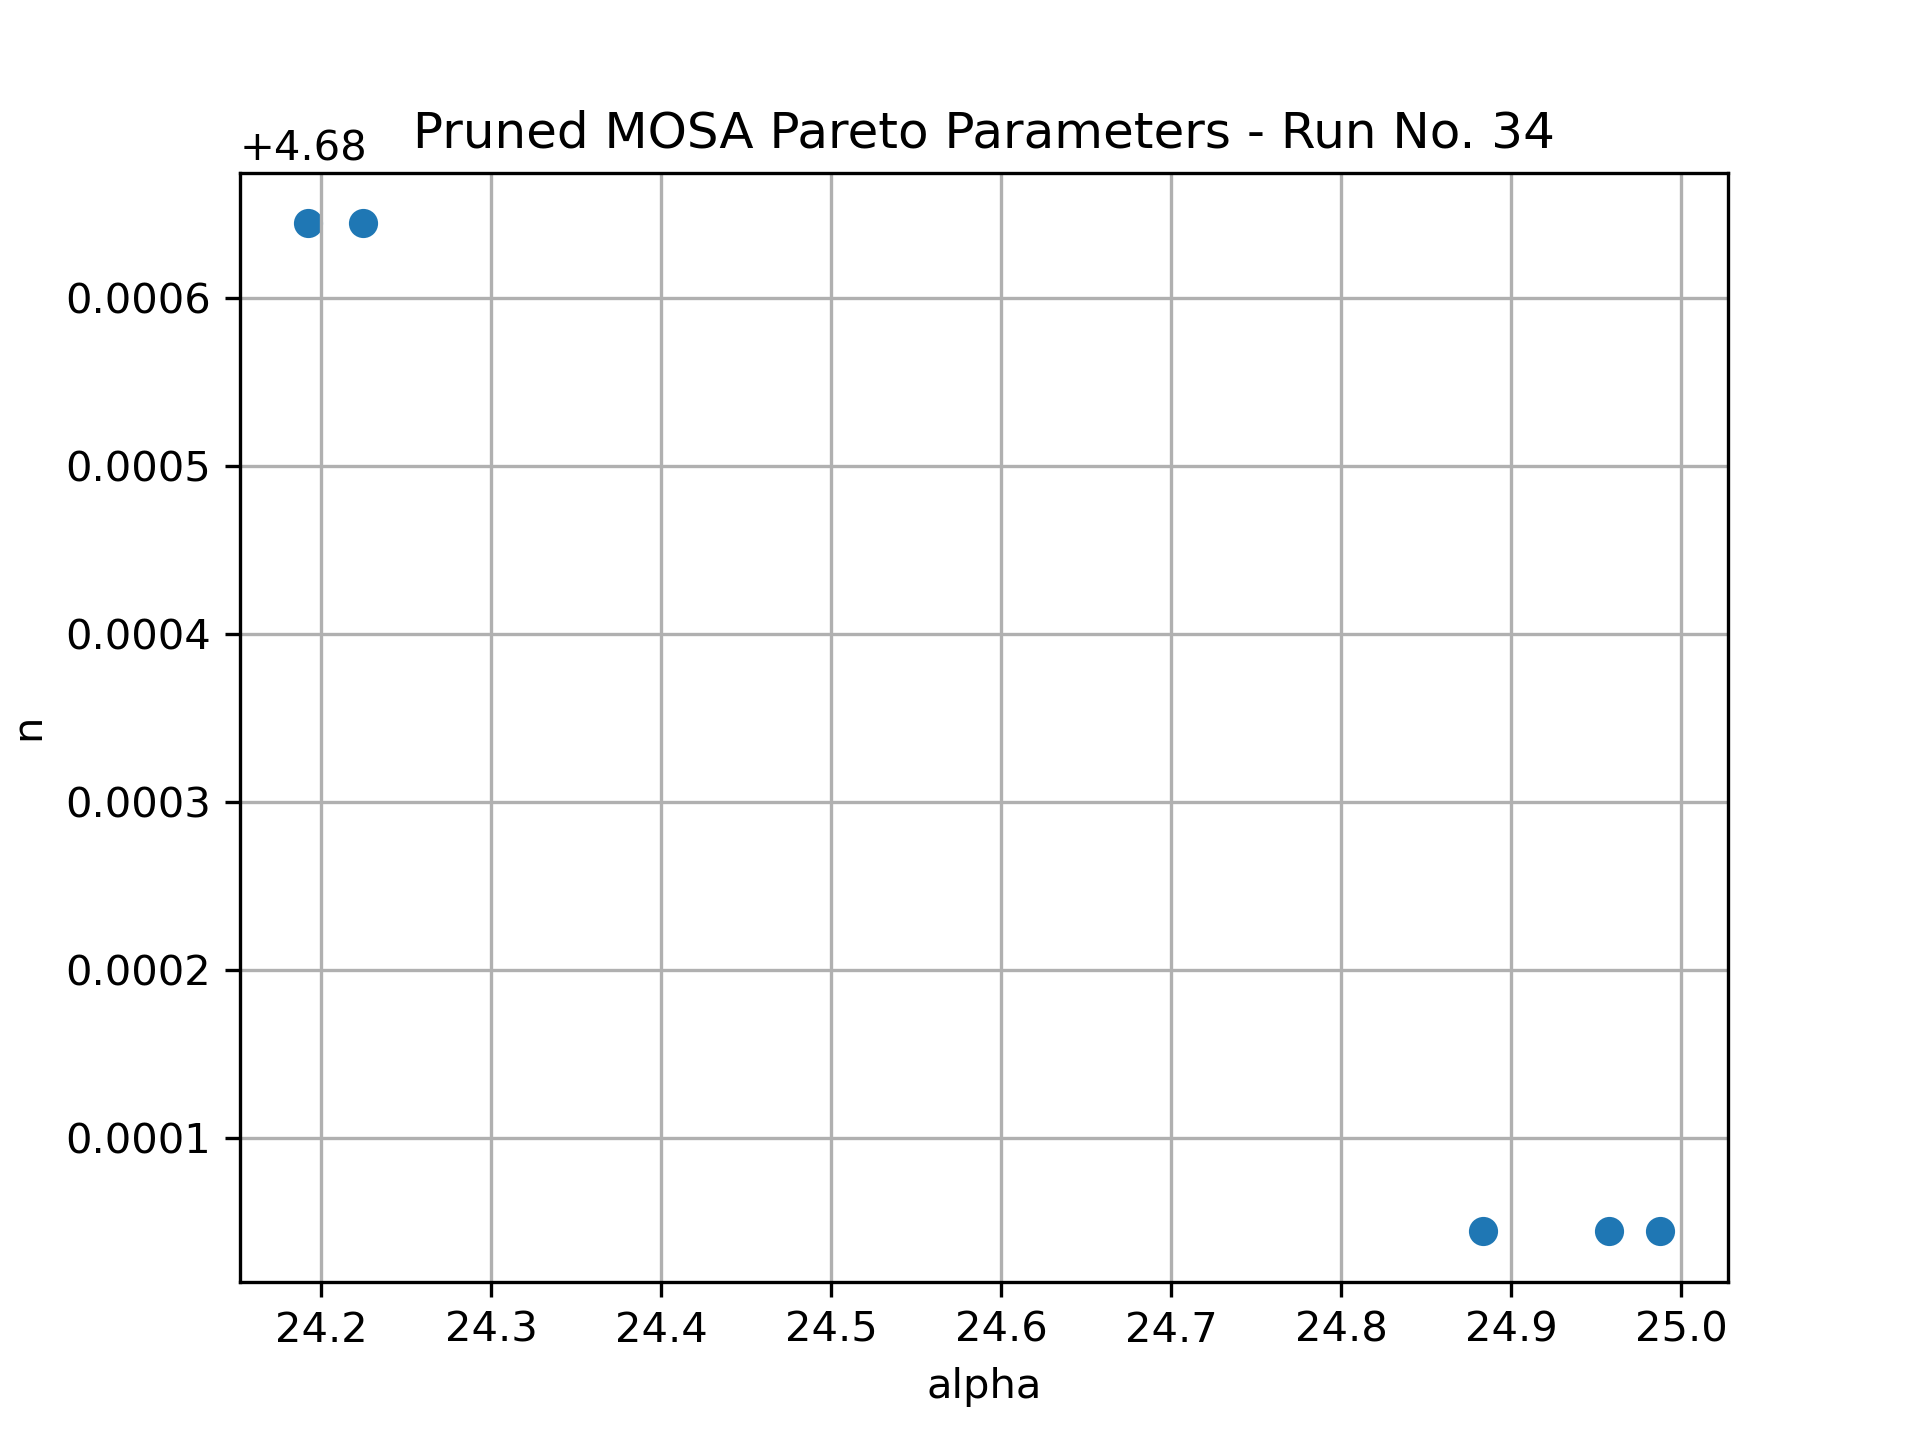 Pruned MOSA Pareto Parameters - Run No. 34
+4.68
0.0006
0.0005
0.0004
0.0003
0.0002
0.0001
n
24.2 24.3 24.4 24.5 24.6 24.7 24.8 24.9 25.0
alpha